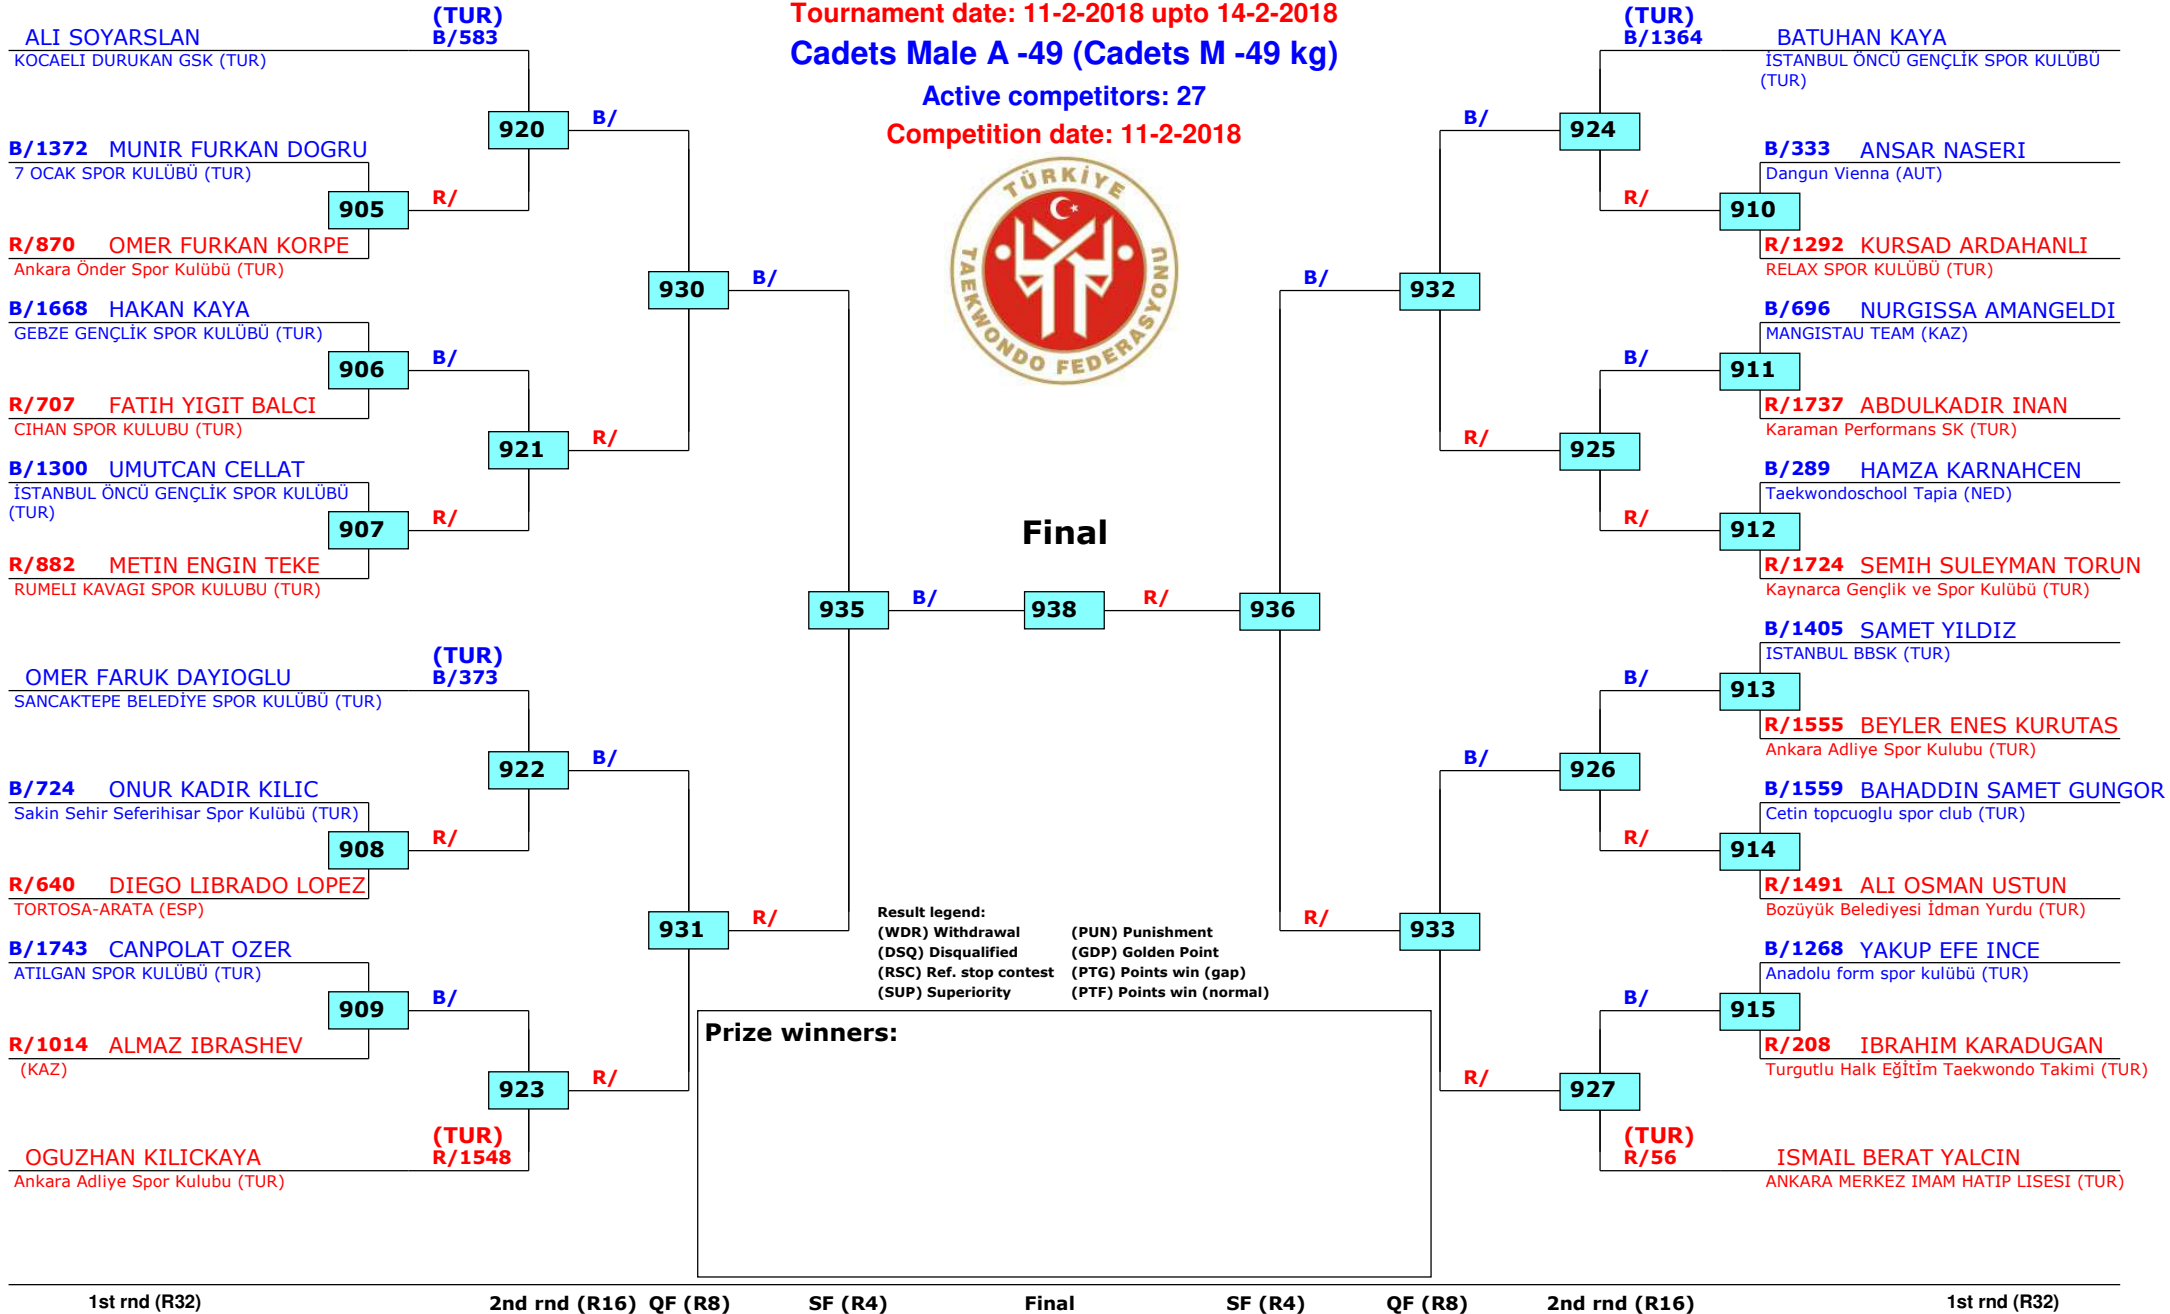 Tournament date: 11-2-2018 upto 14-2-2018
Cadets Male A -49 (Cadets M -49 kg)
Active competitors: 27
Competition date: 11-2-2018
TÜRKİYE
TAEKWONDO FEDERASYONU
(TUR)
ALI SOYARSLAN B/583
KOCAELI DURUKAN GSK (TUR)
920
B/
B/1372 MUNIR FURKAN DOGRU
7 OCAK SPOR KULÜBÜ (TUR)
905
R/
R/870 OMER FURKAN KORPE
Ankara Önder Spor Kulübü (TUR)
930
B/
B/1668 HAKAN KAYA
GEBZE GENÇLİK SPOR KULÜBÜ (TUR)
906
B/
R/707 FATIH YIGIT BALCI
CIHAN SPOR KULUBU (TUR)
921
R/
B/1300 UMUTCAN CELLAT
İSTANBUL ÖNCÜ GENÇLİK SPOR KULÜBÜ
(TUR)
907
R/
R/882 METIN ENGIN TEKE
RUMELI KAVAGI SPOR KULUBU (TUR)
935
B/
(TUR)
OMER FARUK DAYIOGLU B/373
SANCAKTEPE BELEDİYE SPOR KULÜBÜ (TUR)
922
B/
B/724 ONUR KADIR KILIC
Sakin Sehir Seferihisar Spor Kulübü (TUR)
908
R/
R/640 DIEGO LIBRADO LOPEZ
TORTOSA-ARATA (ESP)
931
R/
B/1743 CANPOLAT OZER
ATILGAN SPOR KULÜBÜ (TUR)
909
B/
R/1014 ALMAZ IBRASHEV
(KAZ)
923
R/
(TUR)
OGUZHAN KILICKAYA R/1548
Ankara Adliye Spor Kulubu (TUR)
Final
938
R/
936
(TUR)
B/1364 BATUHAN KAYA
İSTANBUL ÖNCÜ GENÇLİK SPOR KULÜBÜ
(TUR)
B/
924
B/333 ANSAR NASERI
Dangun Vienna (AUT)
R/
910
R/1292 KURSAD ARDAHANLI
RELAX SPOR KULÜBÜ (TUR)
B/
932
B/696 NURGISSA AMANGELDI
MANGISTAU TEAM (KAZ)
B/
911
R/1737 ABDULKADIR INAN
Karaman Performans SK (TUR)
R/
925
B/289 HAMZA KARNAHCEN
Taekwondoschool Tapia (NED)
R/
912
R/1724 SEMIH SULEYMAN TORUN
Kaynarca Gençlik ve Spor Kulübü (TUR)
B/1405 SAMET YILDIZ
ISTANBUL BBSK (TUR)
B/
913
R/1555 BEYLER ENES KURUTAS
Ankara Adliye Spor Kulubu (TUR)
B/
926
B/1559 BAHADDIN SAMET GUNGOR
Cetin topcuoglu spor club (TUR)
R/
914
R/1491 ALI OSMAN USTUN
Bozüyük Belediyesi İdman Yurdu (TUR)
R/
933
B/1268 YAKUP EFE INCE
Anadolu form spor kulübü (TUR)
B/
915
R/208 IBRAHIM KARADUGAN
Turgutlu Halk Eğİtİm Taekwondo Takimi (TUR)
R/
927
(TUR)
R/56 ISMAIL BERAT YALCIN
ANKARA MERKEZ IMAM HATIP LISESI (TUR)
Result legend:
(WDR) Withdrawal (PUN) Punishment
(DSQ) Disqualified (GDP) Golden Point
(RSC) Ref. stop contest (PTG) Points win (gap)
(SUP) Superiority (PTF) Points win (normal)
Prize winners:
1st rnd (R32) 2nd rnd (R16) QF (R8) SF (R4) Final SF (R4) QF (R8) 2nd rnd (R16) 1st rnd (R32)